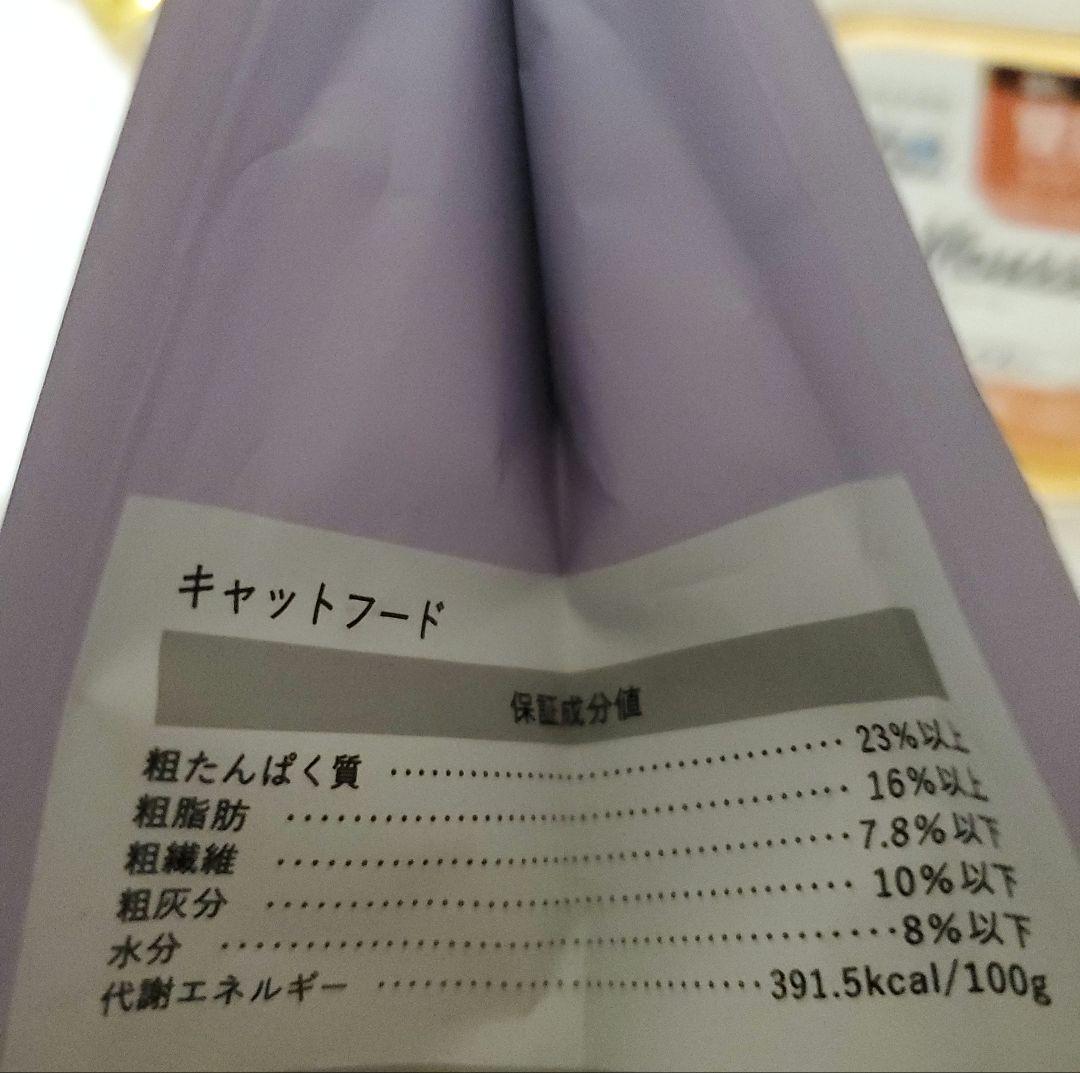 キャットフード
保証成分値
粗たんぱく質 ……………………………… 23%以上
粗脂肪 ……………………………… 16%以上
粗繊維 ……………………………… 7.8%以下
粗灰分 ……………………………… 10%以下
水分 ……………………………… 8%以下
代謝エネルギー ……………………………… 391.5kcal/100g